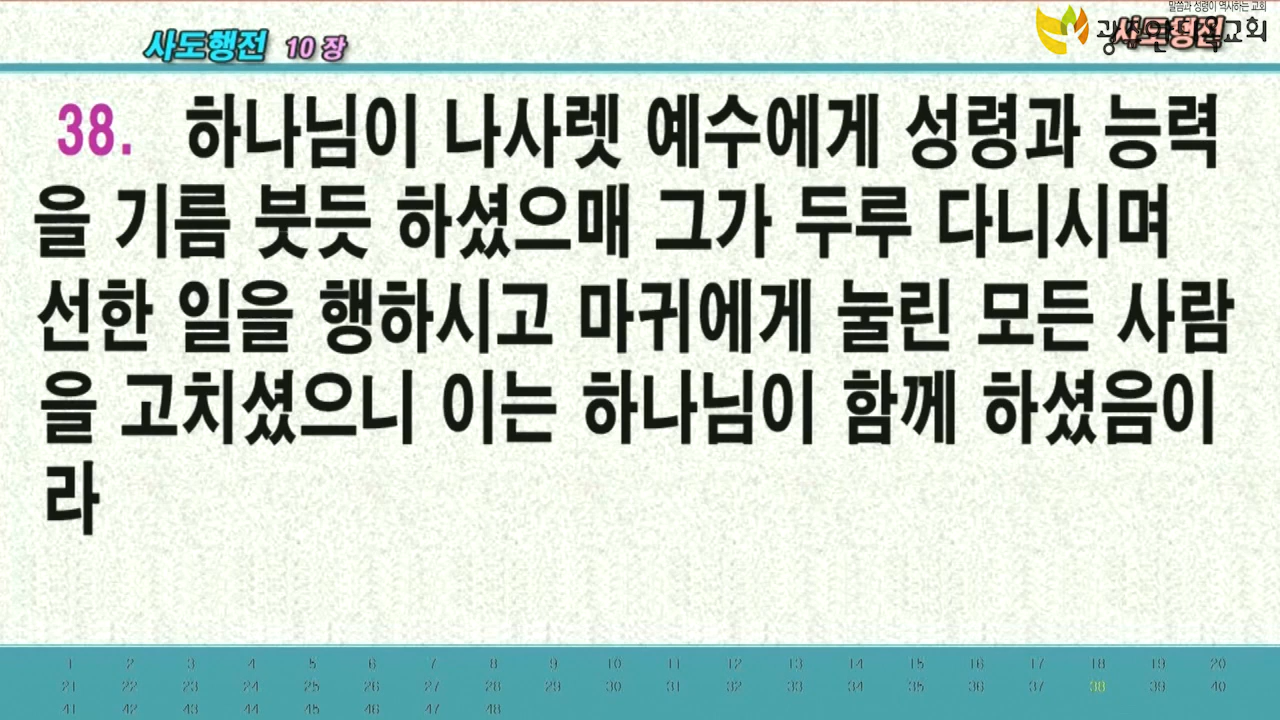 말씀과 성령이 역사하는 교회
사도행전 10 장
사도행전
38. 하나님이 나사렛 예수에게 성령과 능력
을 기름 붓듯 하셨으매 그가 두루 다니시며
선한 일을 행하시고 마귀에게 눌린 모든 사람
을 고치셨으니 이는 하나님이 함께 하셨음이
라
1 2 3 4 5 6 7 8 9 10 11 12 13 14 15 16 17 18 19 20
21 22 23 24 25 26 27 28 29 30 31 32 33 34 35 36 37 38 39 40
41 42 43 44 45 46 47 48